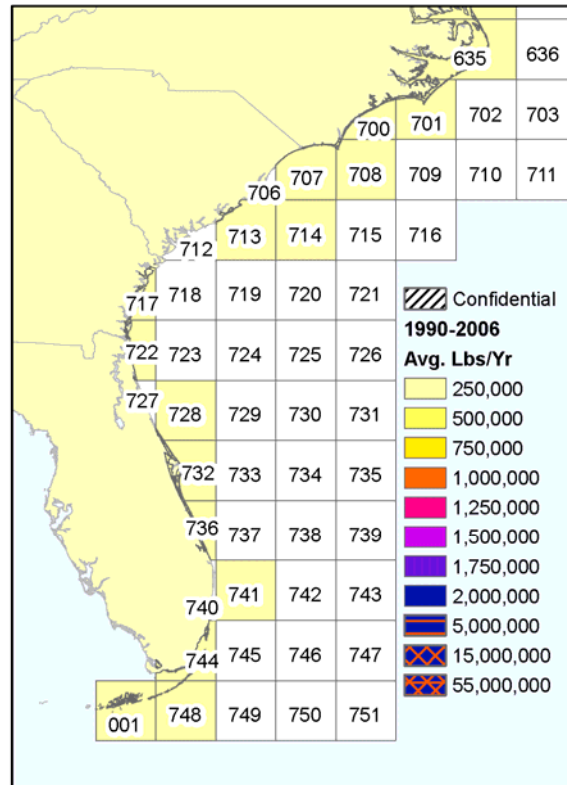 635 636
700 701 702 703
706 707 708 709 710 711
712 713 714 715 716
717 718 719 720 721
722 723 724 725 726
727 728 729 730 731
732 733 734 735
736 737 738 739
740 741 742 743
744 745 746 747
001 748 749 750 751
Confidential
1990-2006
Avg. Lbs/Yr
250,000
500,000
750,000
1,000,000
1,250,000
1,500,000
1,750,000
2,000,000
5,000,000
15,000,000
55,000,000